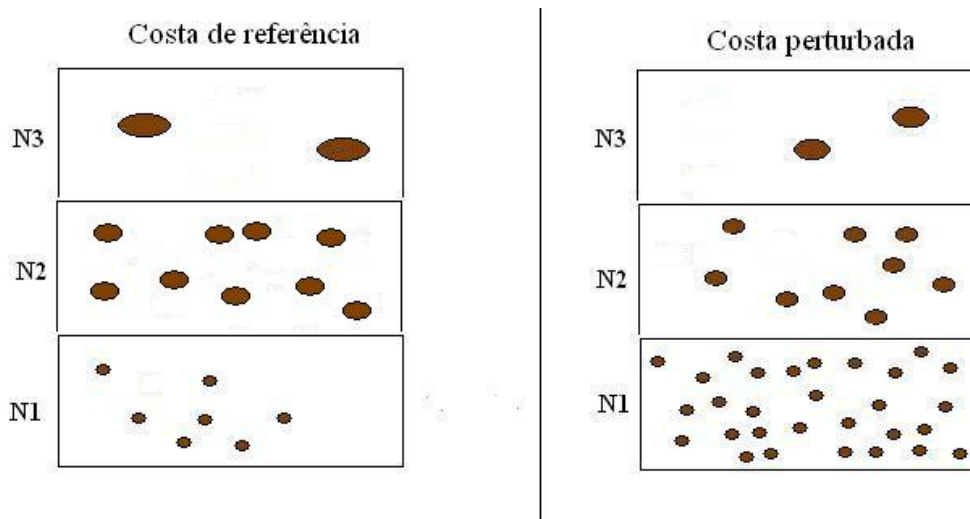 Costa de referência
N3
N2
N1
Costa perturbada
N3
N2
N1